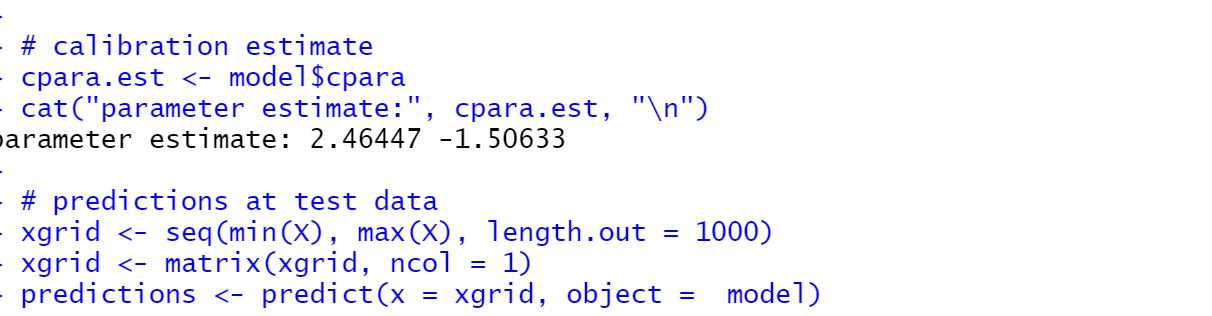 >
> # calibration estimate
> cpara.est <- model$cpara
> cat("parameter estimate:", cpara.est, "\n")
parameter estimate: 2.46447 -1.50633
>
> # predictions at test data
> xgrid <- seq(min(X), max(X), length.out = 1000)
> xgrid <- matrix(xgrid, ncol = 1)
> predictions <- predict(x = xgrid, object =  model)